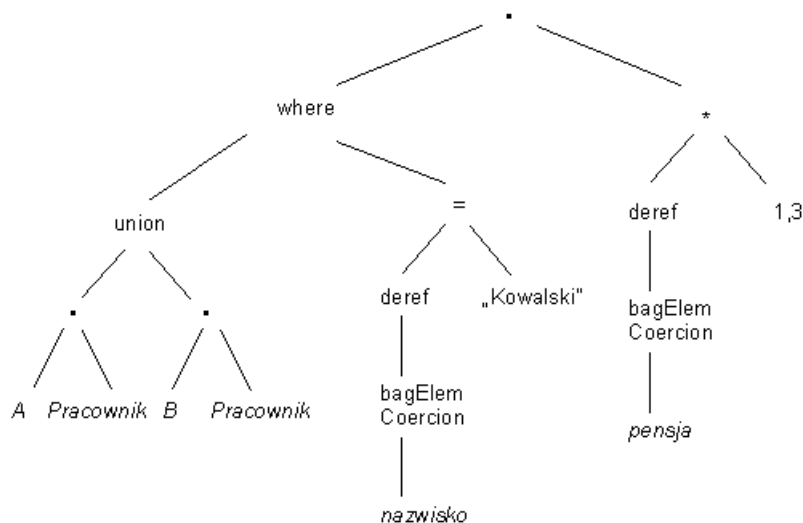 .
where
*
union
=
deref
1,3
. .
deref
„Kowalski”
bagElem
Coercion
A Pracownik B Pracownik
bagElem
Coercion
pensja
nazwisko